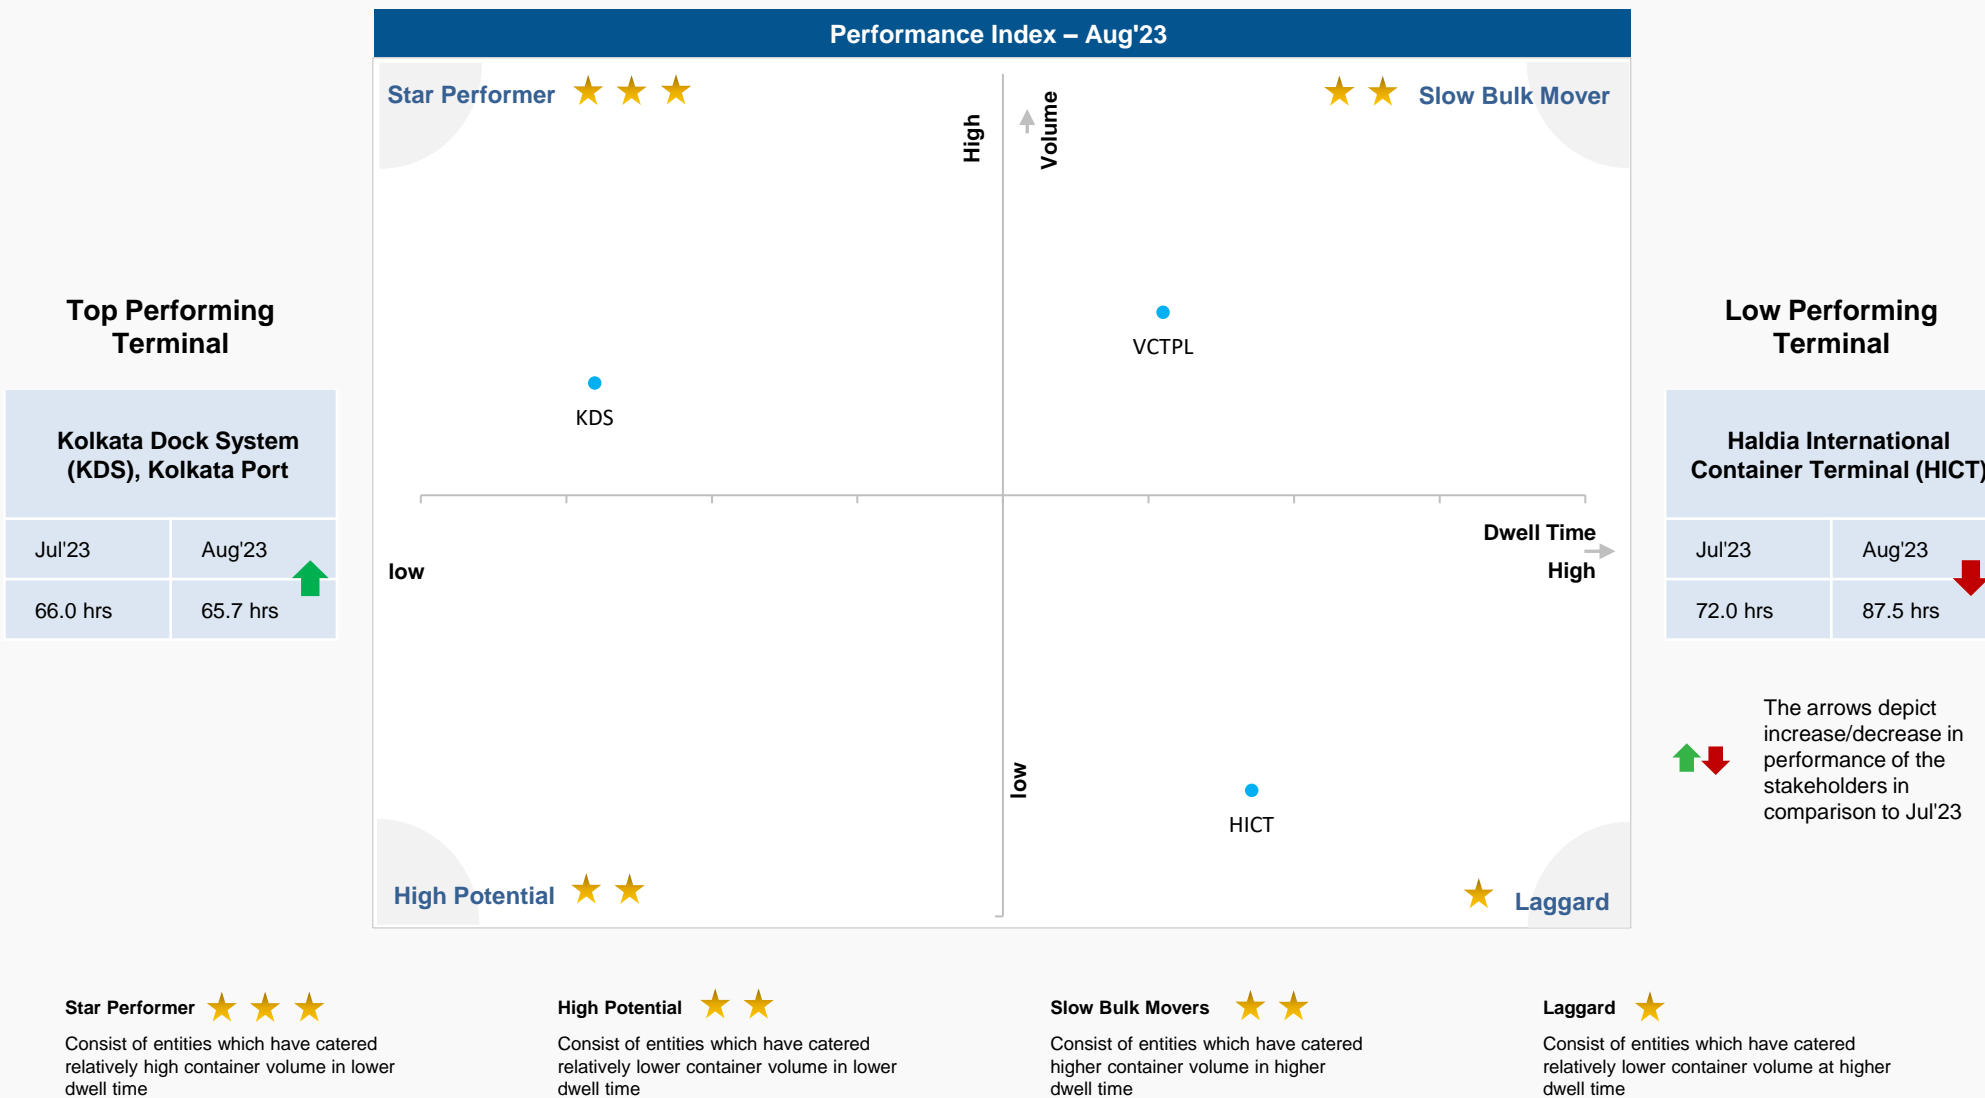 Performance Index – Aug'23
Star Performer
Slow Bulk Mover
High
Volume
VCTPL
KDS
Dwell Time
High
low
low
HICT
High Potential
Laggard
Top Performing
Terminal
Kolkata Dock System
(KDS), Kolkata Port
Jul'23 Aug'23
66.0 hrs 65.7 hrs
Low Performing
Terminal
Haldia International
Container Terminal (HICT)
Jul'23 Aug'23
72.0 hrs 87.5 hrs
The arrows depict
increase/decrease in
performance of the
stakeholders in
comparison to Jul'23
Star Performer
Consist of entities which have catered
relatively high container volume in lower
dwell time
High Potential
Consist of entities which have catered
relatively lower container volume in lower
dwell time
Slow Bulk Movers
Consist of entities which have catered
higher container volume in higher
dwell time
Laggard
Consist of entities which have catered
relatively lower container volume at higher
dwell time